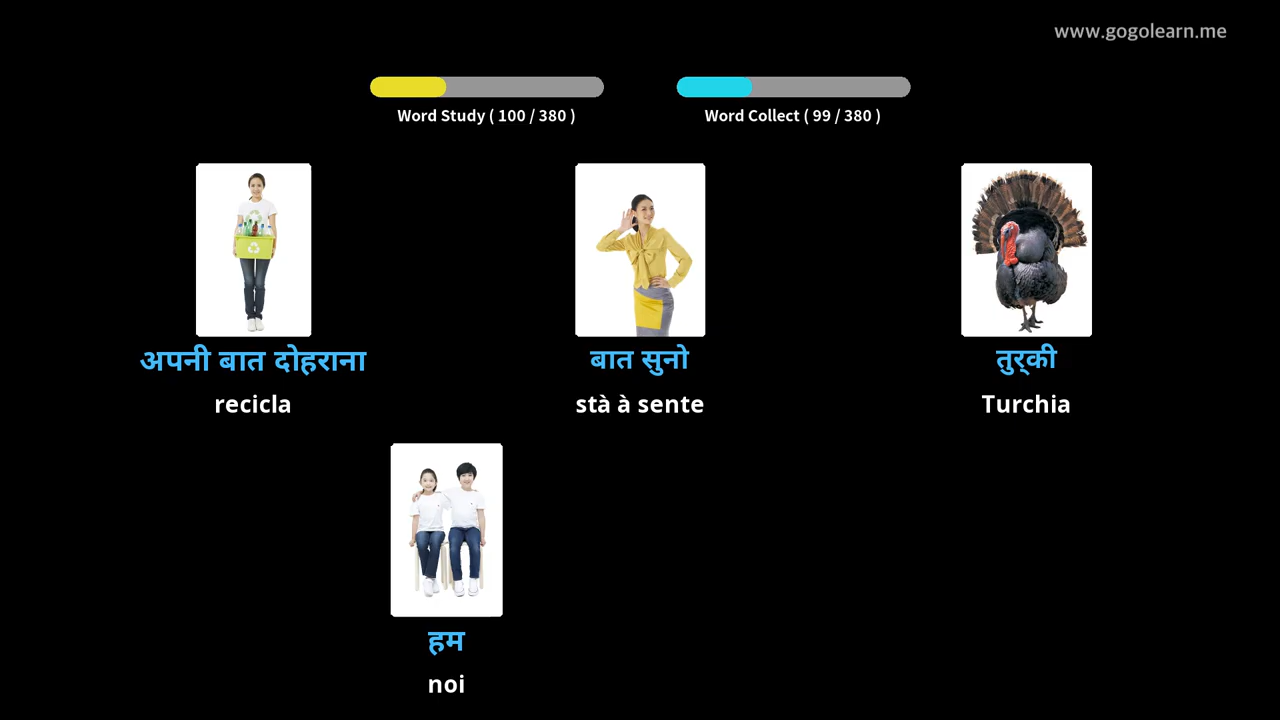 www.gogolearn.me
Word Study ( 100 / 380 )
Word Collect ( 99 / 380 )
अपनी बात दोहराना
बात सुनो
तुर्की
recicla
stà à sente
Turchia
हम
noi